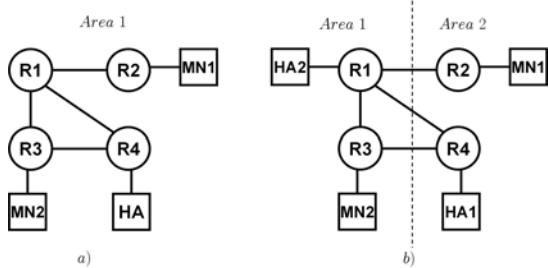 Area 1
R1 R2 MN1
R3 R4
MN2 HA
a)
Area 1 Area 2
HA2 R1 R2 MN1
R3 R4
MN2 HA1
b)